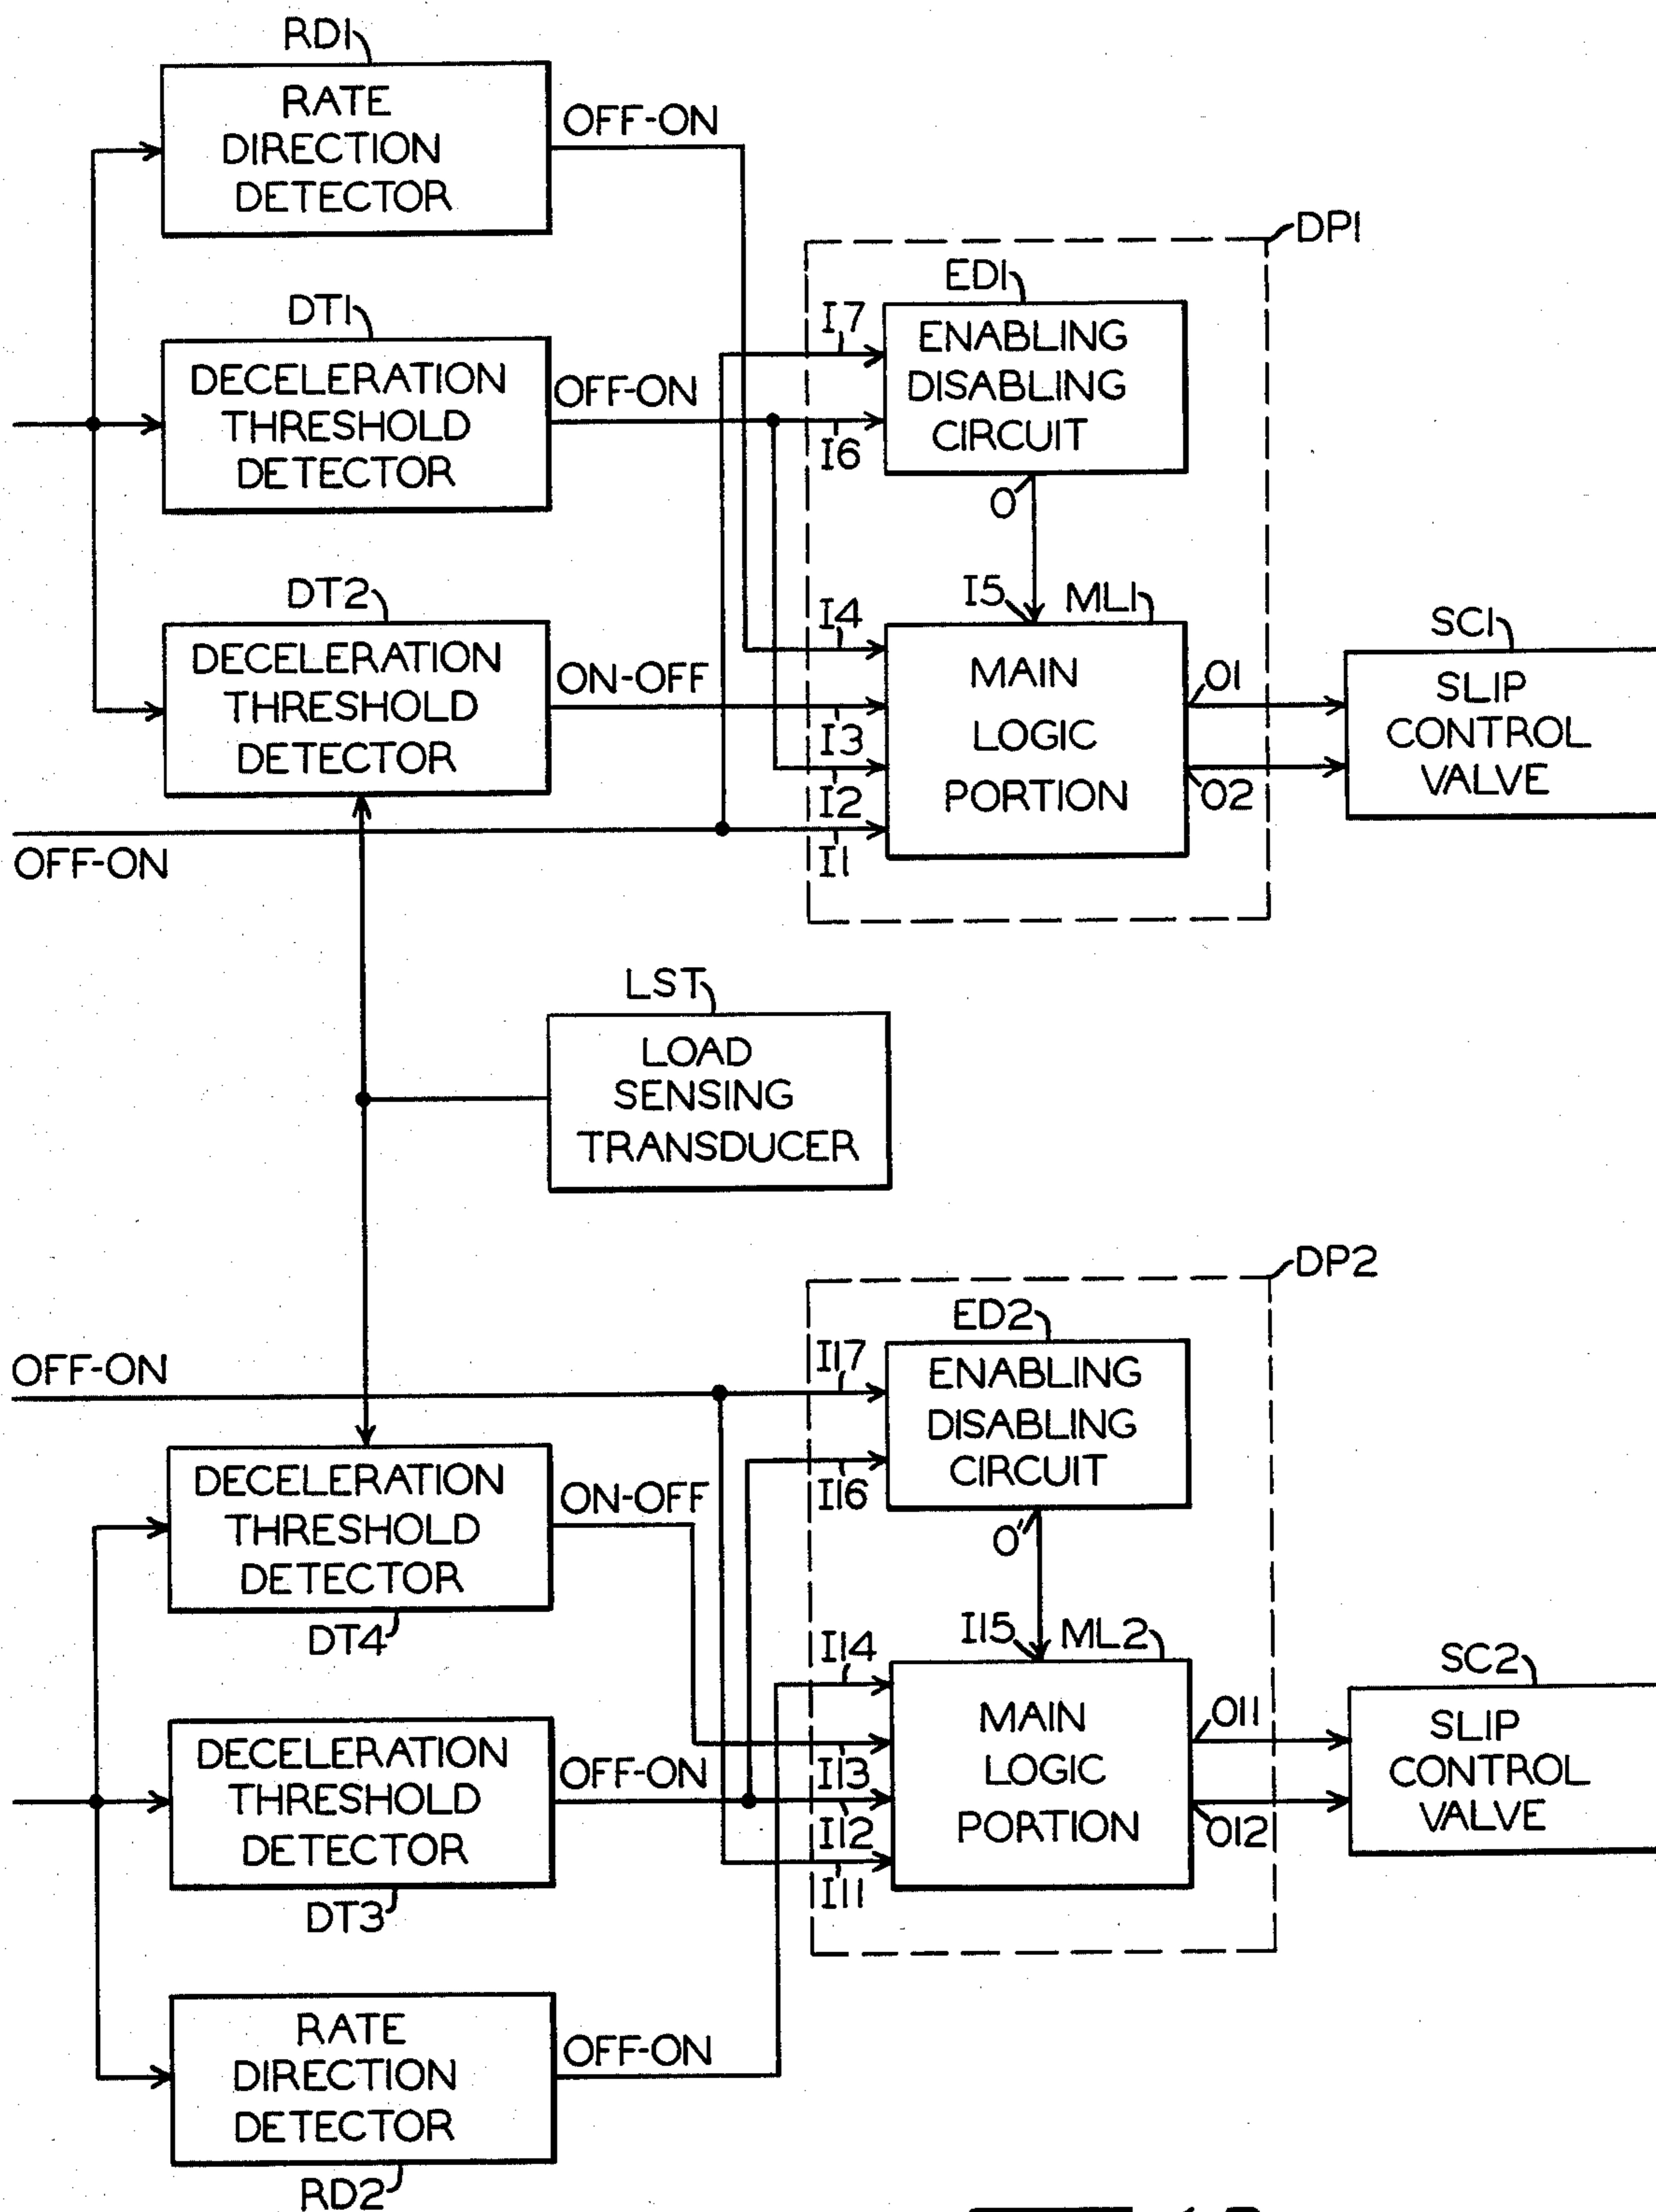 RD1
RATE
DIRECTION
DETECTOR
OFF-ON
DP1
ED1
DT1
I7
ENABLING
DISABLING
CIRCUIT
DECELERATION
THRESHOLD
DETECTOR
OFF-ON
I6
O
DT2
I5
ML1
I4
SC1
DECELERATION
THRESHOLD
DETECTOR
ON-OFF
MAIN
LOGIC
PORTION
O1
SLIP
CONTROL
VALVE
I3
I2
O2
OFF-ON
I1
LST
LOAD
SENSING
TRANSDUCER
DP2
ED2
OFF-ON
I17
ENABLING
DISABLING
CIRCUIT
DECELERATION
THRESHOLD
DETECTOR
ON-OFF
I16
O'
DT4
I15
ML2
I14
SC2
MAIN
LOGIC
PORTION
O11
SLIP
CONTROL
VALVE
DECELERATION
THRESHOLD
DETECTOR
OFF-ON
I13
I12
O12
I11
DT3
RATE
DIRECTION
DETECTOR
OFF-ON
RD2